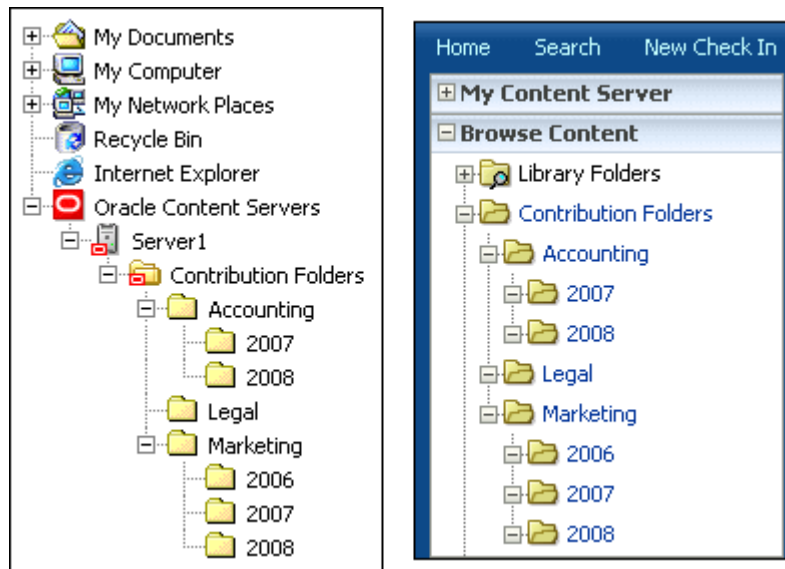 My Documents
My Computer
My Network Places
Recycle Bin
Internet Explorer
Oracle Content Servers
Server1
Contribution Folders
Accounting
2007
2008
Legal
Marketing
2006
2007
2008
Home Search New Check In
My Content Server
Browse Content
Library Folders
Contribution Folders
Accounting
2007
2008
Legal
Marketing
2006
2007
2008